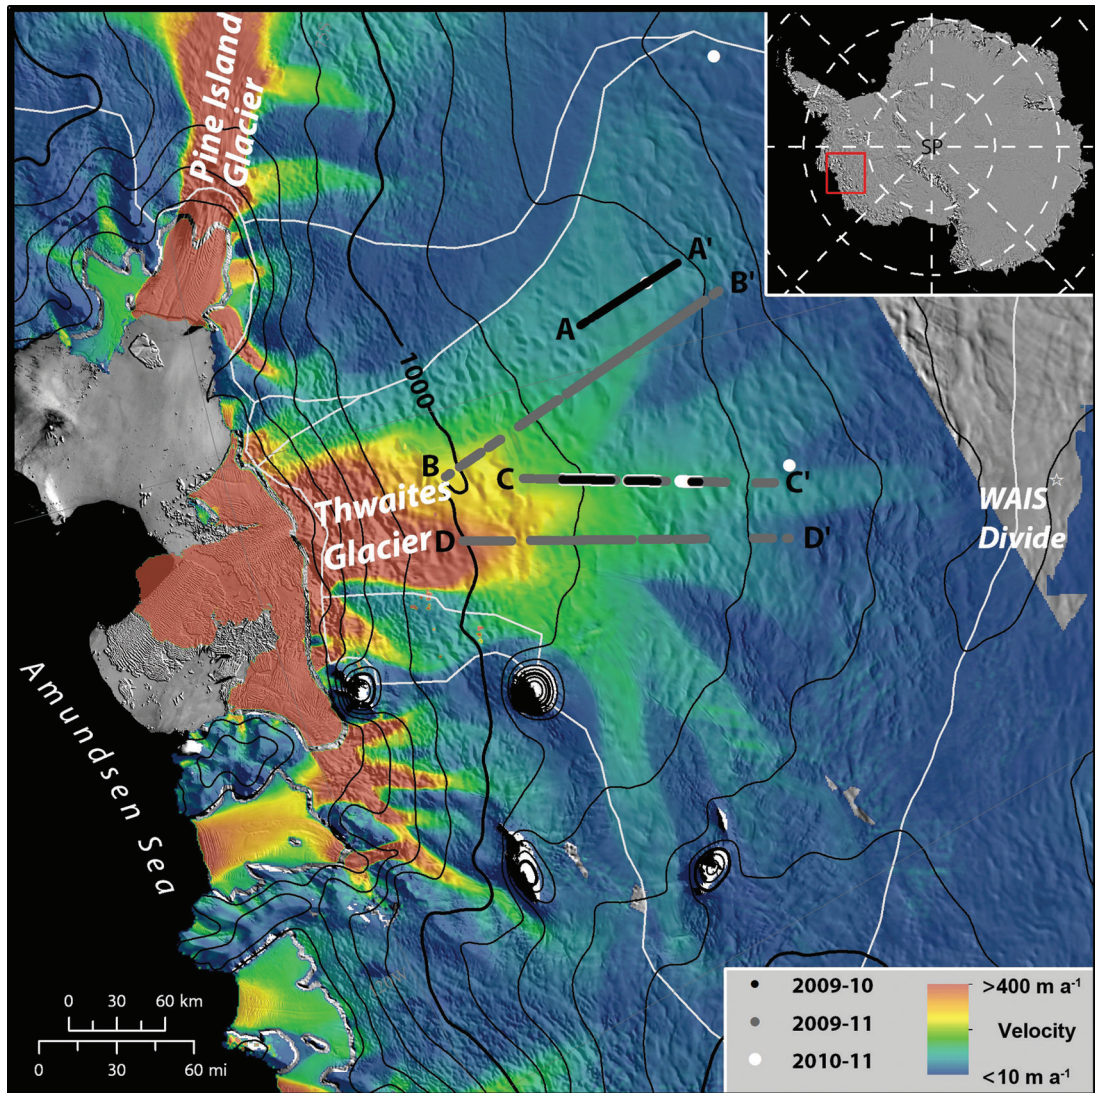 Pine Island
Glacier
SP
A'
B'
A
1000
B
C
C'
Thwaites
Glacier
D
D'
WAIS
Divide
Amundsen Sea
0 30 60 km
0 30 60 mi
2009-10
2009-11
2010-11
>400 m a⁻¹
Velocity
<10 m a⁻¹